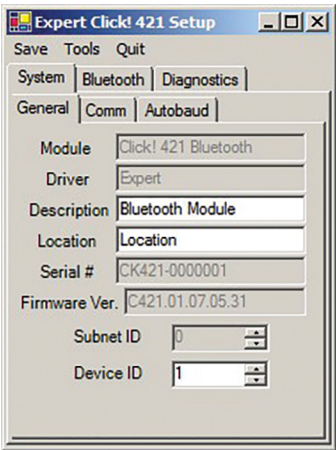 Expert Click! 421 Setup
Save Tools Quit
System Bluetooth Diagnostics
General Comm Autobaud
Module Click! 421 Bluetooth
Driver Expert
Description Bluetooth Module
Location Location
Serial # CK421-0000001
Firmware Ver. C421.01.07.05.31
Subnet ID 0
Device ID 1